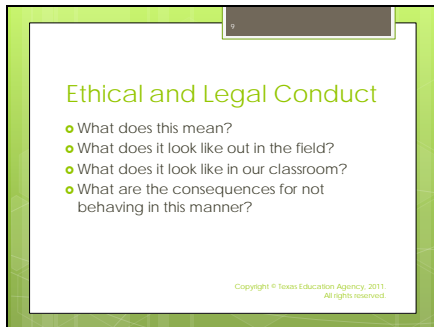 9
Ethical and Legal Conduct
What does this mean?
What does it look like out in the field?
What does it look like in our classroom?
What are the consequences for not
behaving in this manner?
Copyright © Texas Education Agency, 2011.
All rights reserved.